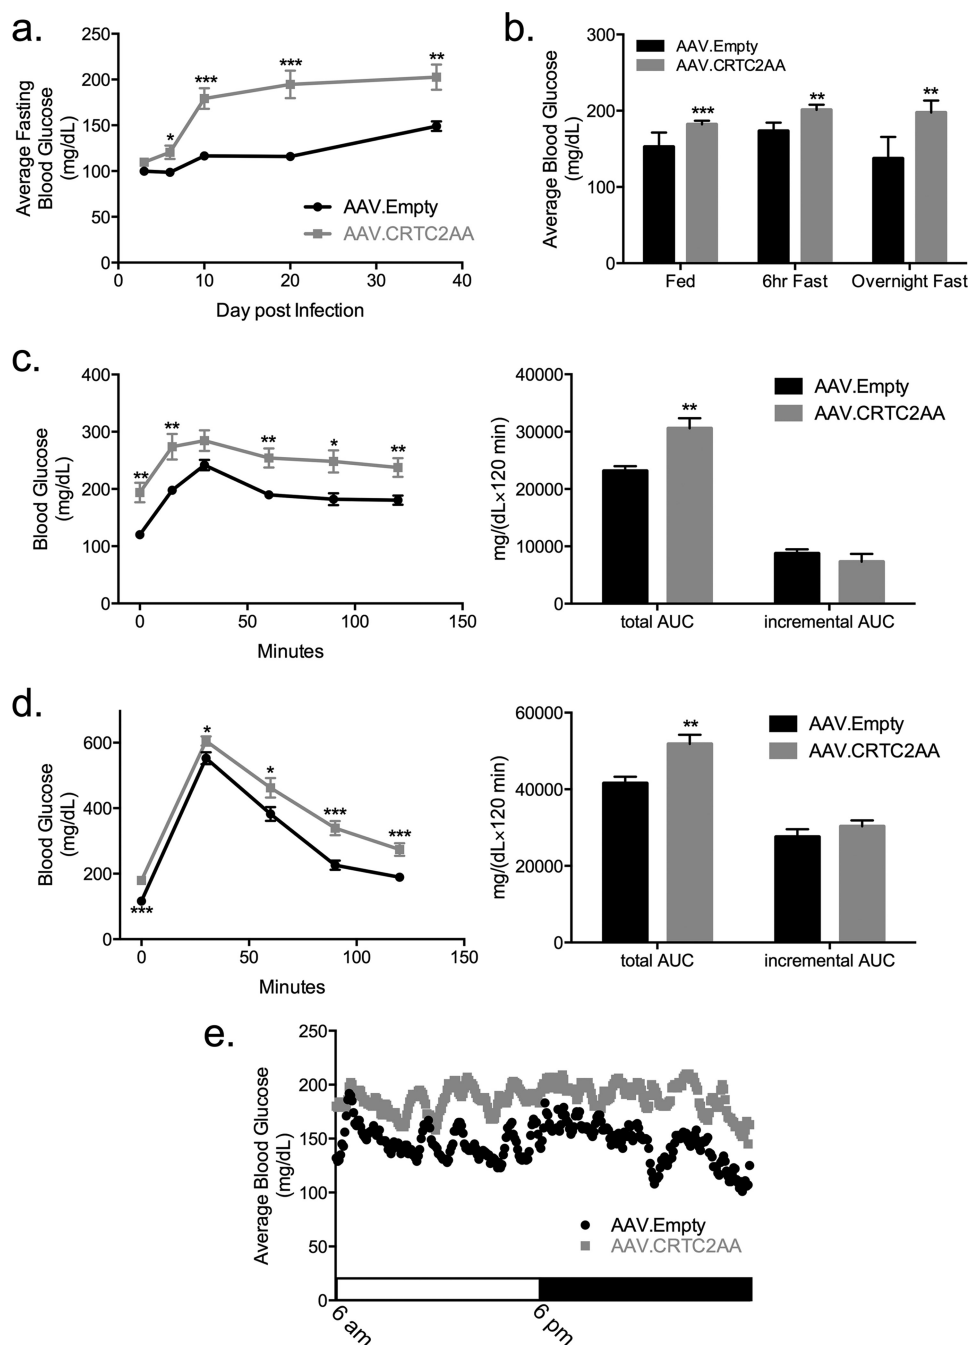 a.
250
200
150
100
50
0
Average Fasting
Blood Glucose
(mg/dL)
*
***
***
**
AAV.Empty
AAV.CRTC2AA
0
10
20
30
40
Day post Infection
b.
300
200
100
0
Average Blood Glucose
(mg/dL)
AAV.Empty
AAV.CRTC2AA
***
**
**
Fed
6hr Fast
Overnight Fast
c.
400
300
200
100
0
Blood Glucose
(mg/dL)
**
**
**
*
**
0
50
100
150
Minutes
40000
30000
20000
10000
0
mg/(dL×120 min)
AAV.Empty
AAV.CRTC2AA
**
total AUC
incremental AUC
d.
600
400
200
0
Blood Glucose
(mg/dL)
***
*
*
***
***
0
50
100
150
Minutes
60000
40000
20000
0
mg/(dL×120 min)
AAV.Empty
AAV.CRTC2AA
**
total AUC
incremental AUC
e.
250
200
150
100
50
0
Average Blood Glucose
(mg/dL)
AAV.Empty
AAV.CRTC2AA
6 am
6 pm